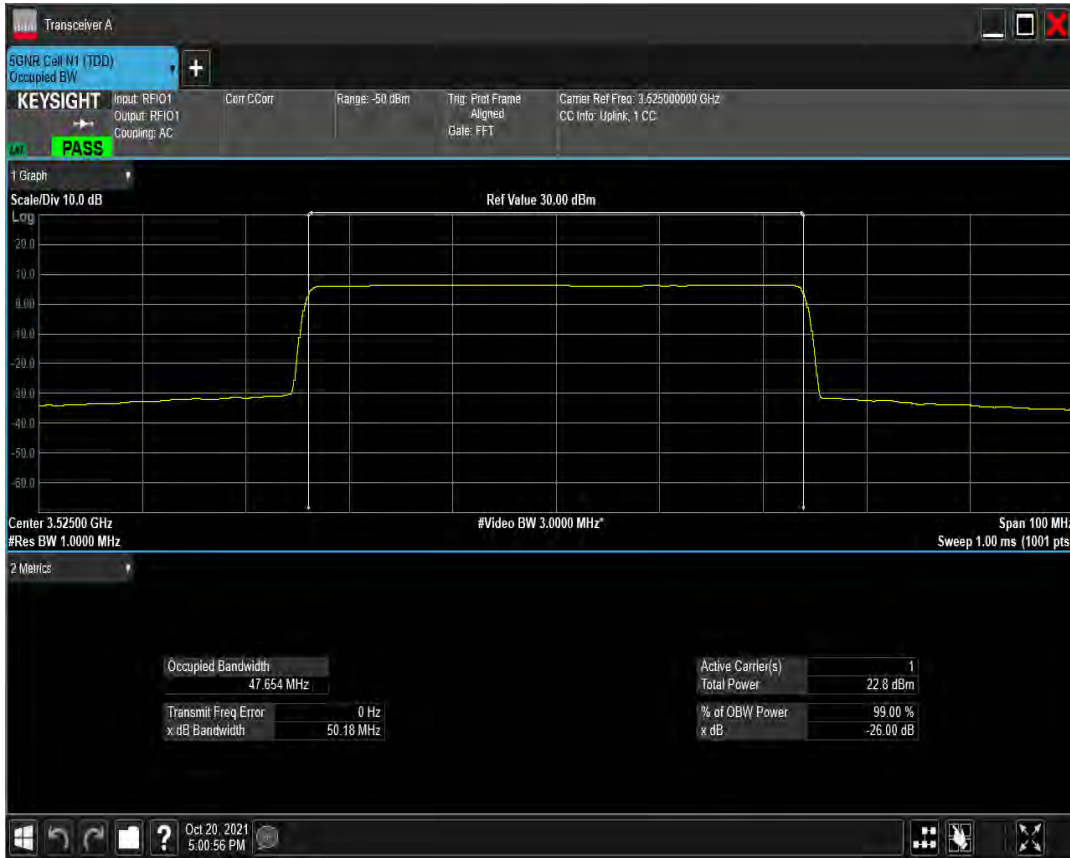 Transceiver A
5GNR Cell N1 (TDD)
Occupied BW
+
KEYSIGHT
Input: RFIO1
Output: RFIO1
Coupling: AC
Corr CCorr
Range: -50 dBm
Trig: Prot Frame
Aligned
Gate: FFT
Carrier Ref Freq: 3.525000000 GHz
CC Info: Uplink, 1 CC
PASS
1 Graph
Scale/Div 10.0 dB
Ref Value 30.00 dBm
Log
20.0
10.0
0.00
-10.0
-20.0
-30.0
-40.0
-50.0
-60.0
Center 3.52500 GHz
#Video BW 3.0000 MHz*
Span 100 MHz
#Res BW 1.0000 MHz
Sweep 1.00 ms (1001 pts
2 Metrics
Occupied Bandwidth
47.654 MHz
Transmit Freq Error 0 Hz
x dB Bandwidth 50.18 MHz
Active Carrier(s) 1
Total Power 22.8 dBm
% of OBW Power 99.00 %
x dB -26.00 dB
?
Oct 20, 2021
5:00:56 PM